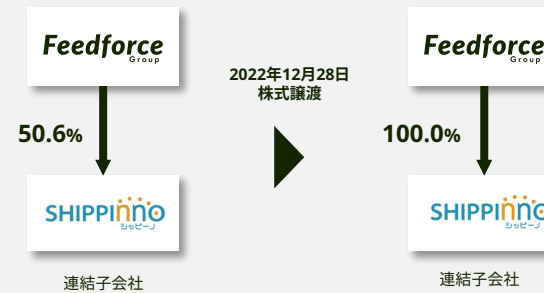 Feedforce
Group
50.6%
SHIPPINNO
シッピーノ
連結子会社
2022年12月28日
株式譲渡
Feedforce
Group
100.0%
SHIPPINNO
シッピーノ
連結子会社